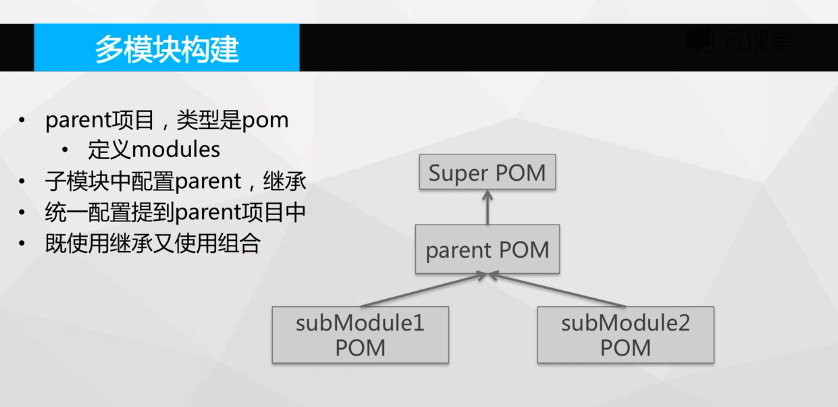 多模块构建
云课堂
• parent项目，类型是pom
• 定义modules
• 子模块中配置parent，继承
• 统一配置提到parent项目中
• 既使用继承又使用组合
Super POM
parent POM
subModule1
POM
subModule2
POM